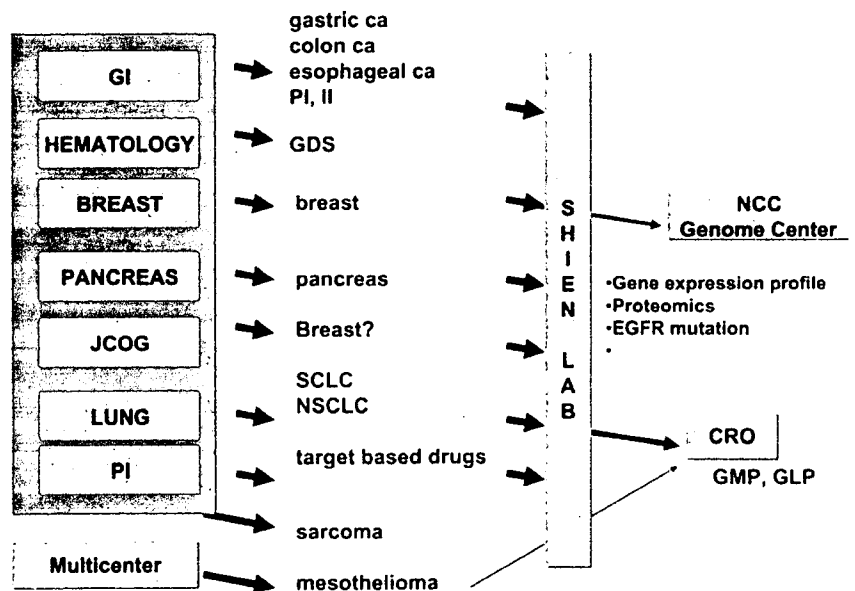 gastric ca
colon ca
esophageal ca
PI, II
GI
HEMATOLOGY
GDS
BREAST
breast
PANCREAS
pancreas
JCOG
Breast?
SCLC
NSCLC
LUNG
PI
target based drugs
sarcoma
Multicenter
mesothelioma
SHIEN LAB
NCC
Genome Center
•Gene expression profile
•Proteomics
•EGFR mutation
•
CRO
GMP, GLP